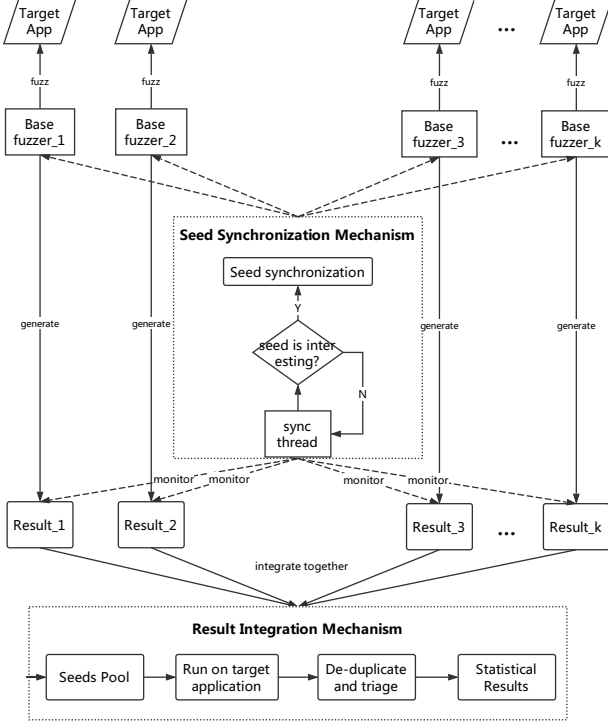 Target
App
Target
App
Target
App
...
Target
App
fuzz
fuzz
fuzz
fuzz
Base
fuzzer_1
Base
fuzzer_2
Base
fuzzer_3
...
Base
fuzzer_k
Seed Synchronization Mechanism
Seed synchronization
Y
generate
generate
generate
generate
seed is inter
esting?
N
sync
thread
monitor
monitor
monitor
monitor
Result_1
Result_2
Result_3
...
Result_k
integrate together
Result Integration Mechanism
Seeds Pool
Run on target
application
De-duplicate
and triage
Statistical
Results